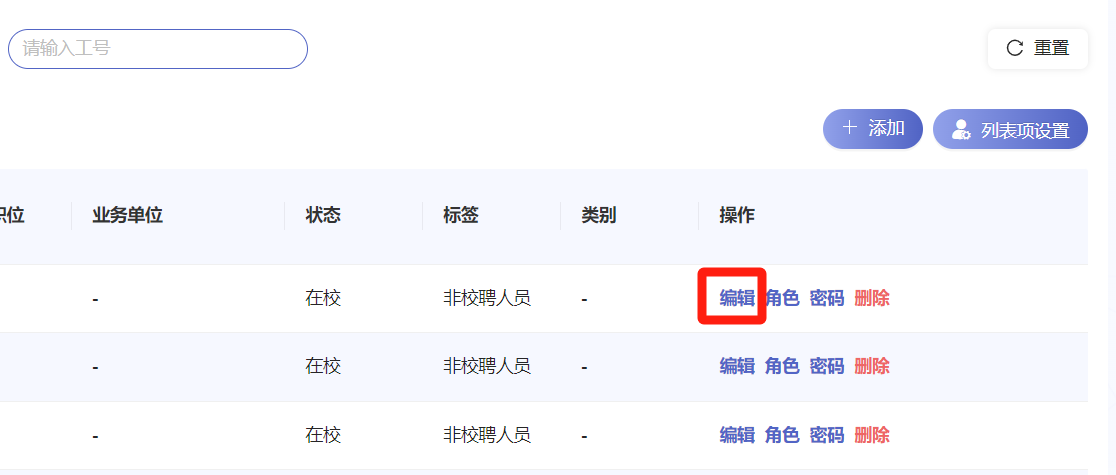 请输入工号
重置
添加 列表项设置
职位 业务单位 状态 标签 类别 操作
- 在校 非校聘人员 - 编辑 角色 密码 删除
- 在校 非校聘人员 - 编辑 角色 密码 删除
- 在校 非校聘人员 - 编辑 角色 密码 删除